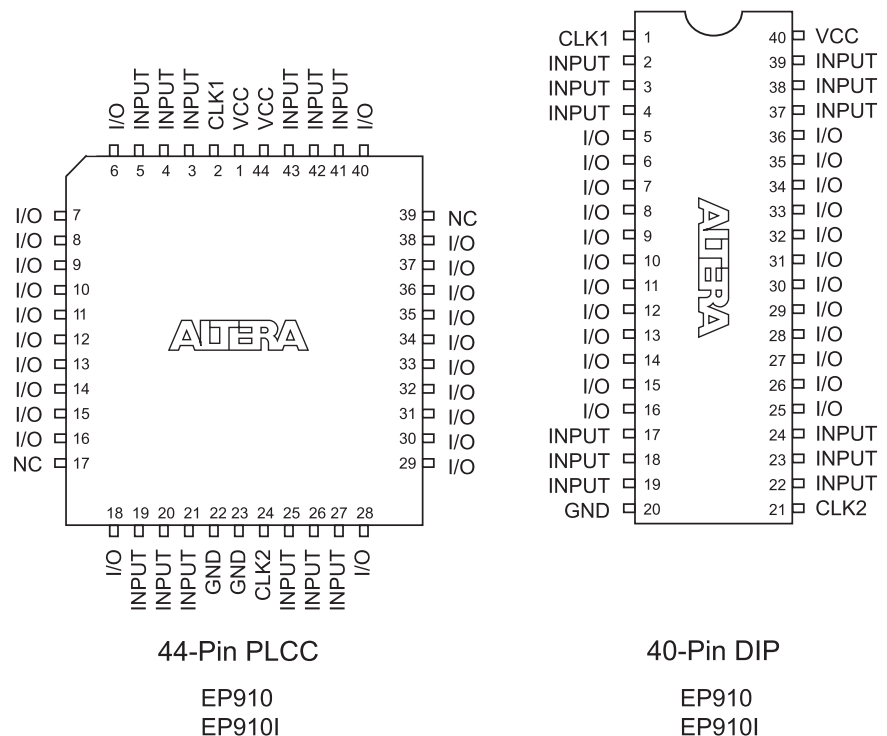 I/O INPUT INPUT INPUT CLK1 VCC VCC INPUT INPUT INPUT I/O
6 5 4 3 2 1 44 43 42 41 40
I/O 7
I/O 8
I/O 9
I/O 10
I/O 11
I/O 12
I/O 13
I/O 14
I/O 15
I/O 16
NC 17
ALTERA
39 NC
38 I/O
37 I/O
36 I/O
35 I/O
34 I/O
33 I/O
32 I/O
31 I/O
30 I/O
29 I/O
18 19 20 21 22 23 24 25 26 27 28
I/O INPUT INPUT INPUT GND GND CLK2 INPUT INPUT INPUT I/O
44-Pin PLCC
EP910
EP910I
CLK1 1 40 VCC
INPUT 2 39 INPUT
INPUT 3 38 INPUT
INPUT 4 37 INPUT
I/O 5 36 I/O
I/O 6 35 I/O
I/O 7 34 I/O
I/O 8 33 I/O
I/O 9 32 I/O
I/O 10 31 I/O
I/O 11 30 I/O
I/O 12 29 I/O
I/O 13 28 I/O
I/O 14 27 I/O
I/O 15 26 I/O
I/O 16 25 I/O
INPUT 17 24 INPUT
INPUT 18 23 INPUT
INPUT 19 22 INPUT
GND 20 21 CLK2
ALTERA
40-Pin DIP
EP910
EP910I